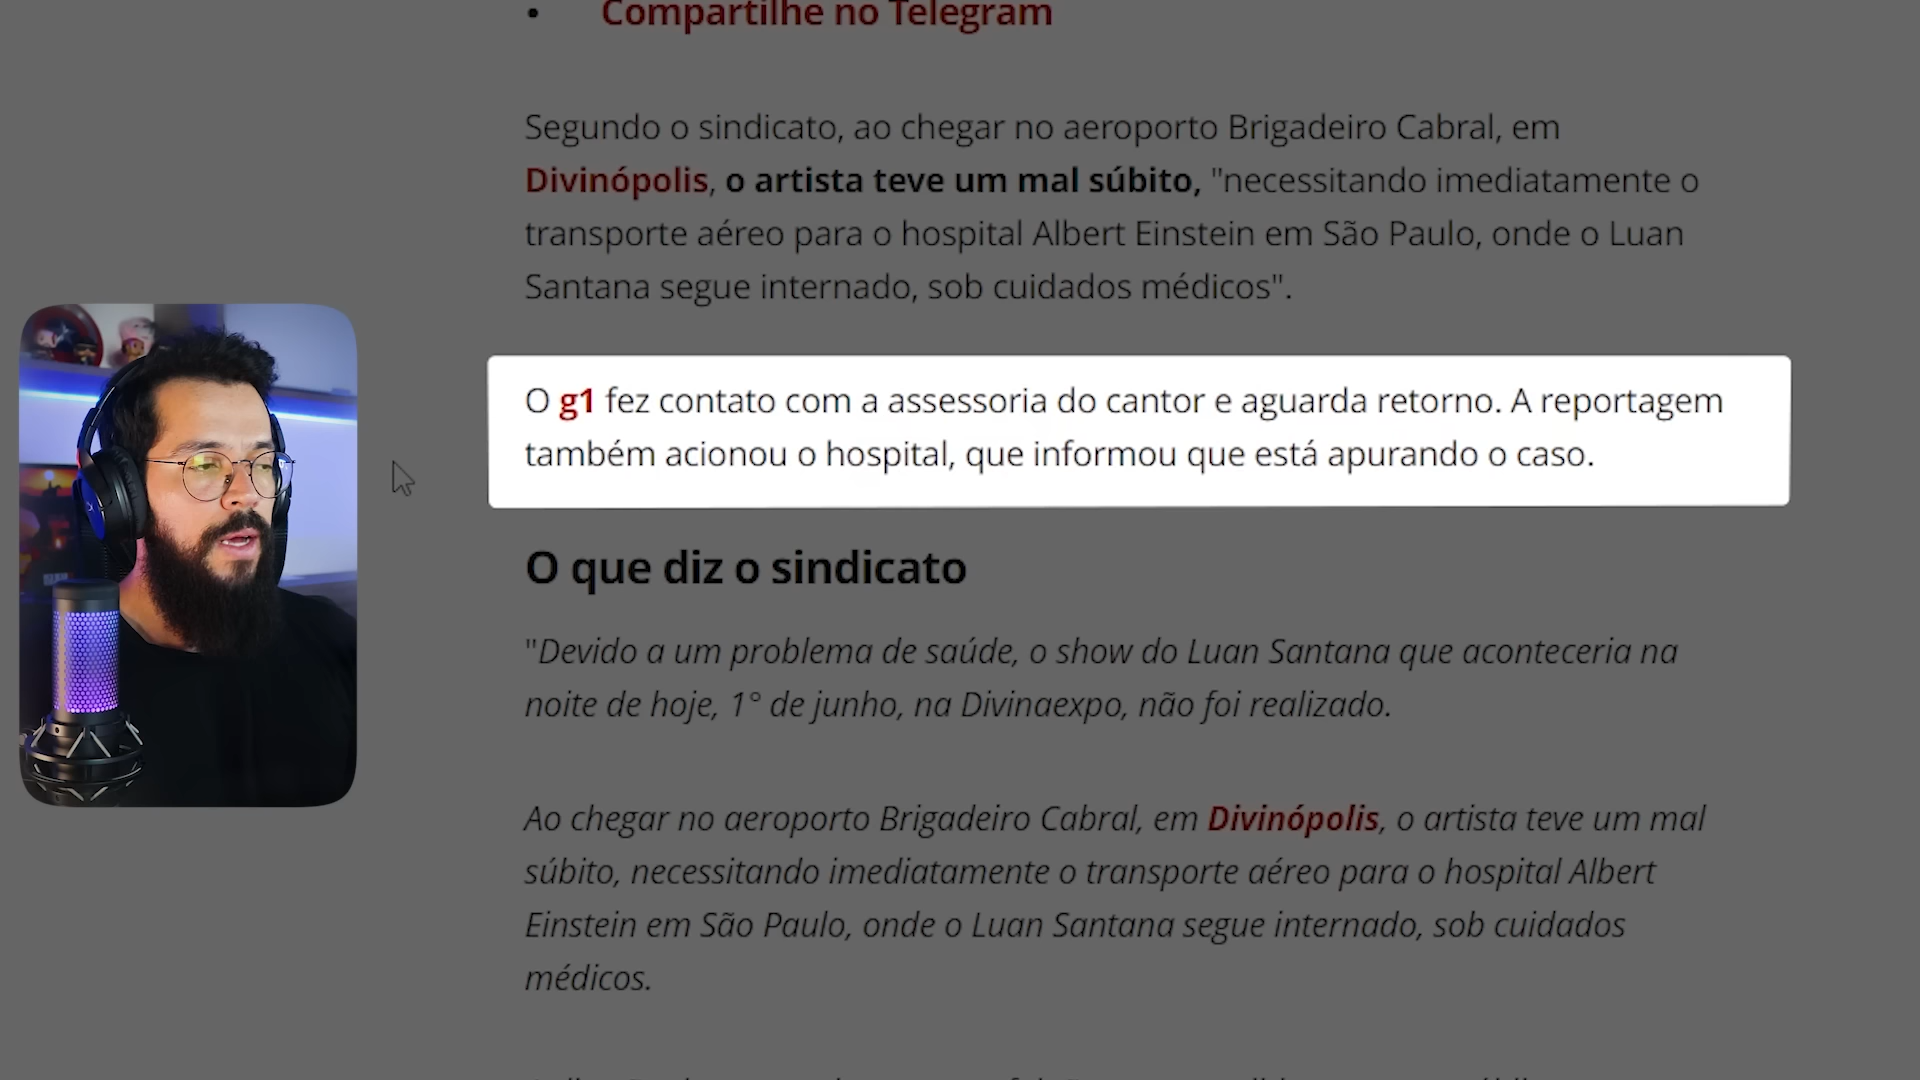 Compartilhe no Telegram
Segundo o sindicato, ao chegar no aeroporto Brigadeiro Cabral, em
Divinópolis, o artista teve um mal súbito, "necessitando imediatamente o
transporte aéreo para o hospital Albert Einstein em São Paulo, onde o Luan
Santana segue internado, sob cuidados médicos".
O g1 fez contato com a assessoria do cantor e aguarda retorno. A reportagem
também acionou o hospital, que informou que está apurando o caso.
O que diz o sindicato
"Devido a um problema de saúde, o show do Luan Santana que aconteceria na
noite de hoje, 1° de junho, na Divinaexpo, não foi realizado.
Ao chegar no aeroporto Brigadeiro Cabral, em Divinópolis, o artista teve um mal
súbito, necessitando imediatamente o transporte aéreo para o hospital Albert
Einstein em São Paulo, onde o Luan Santana segue internado, sob cuidados
médicos.